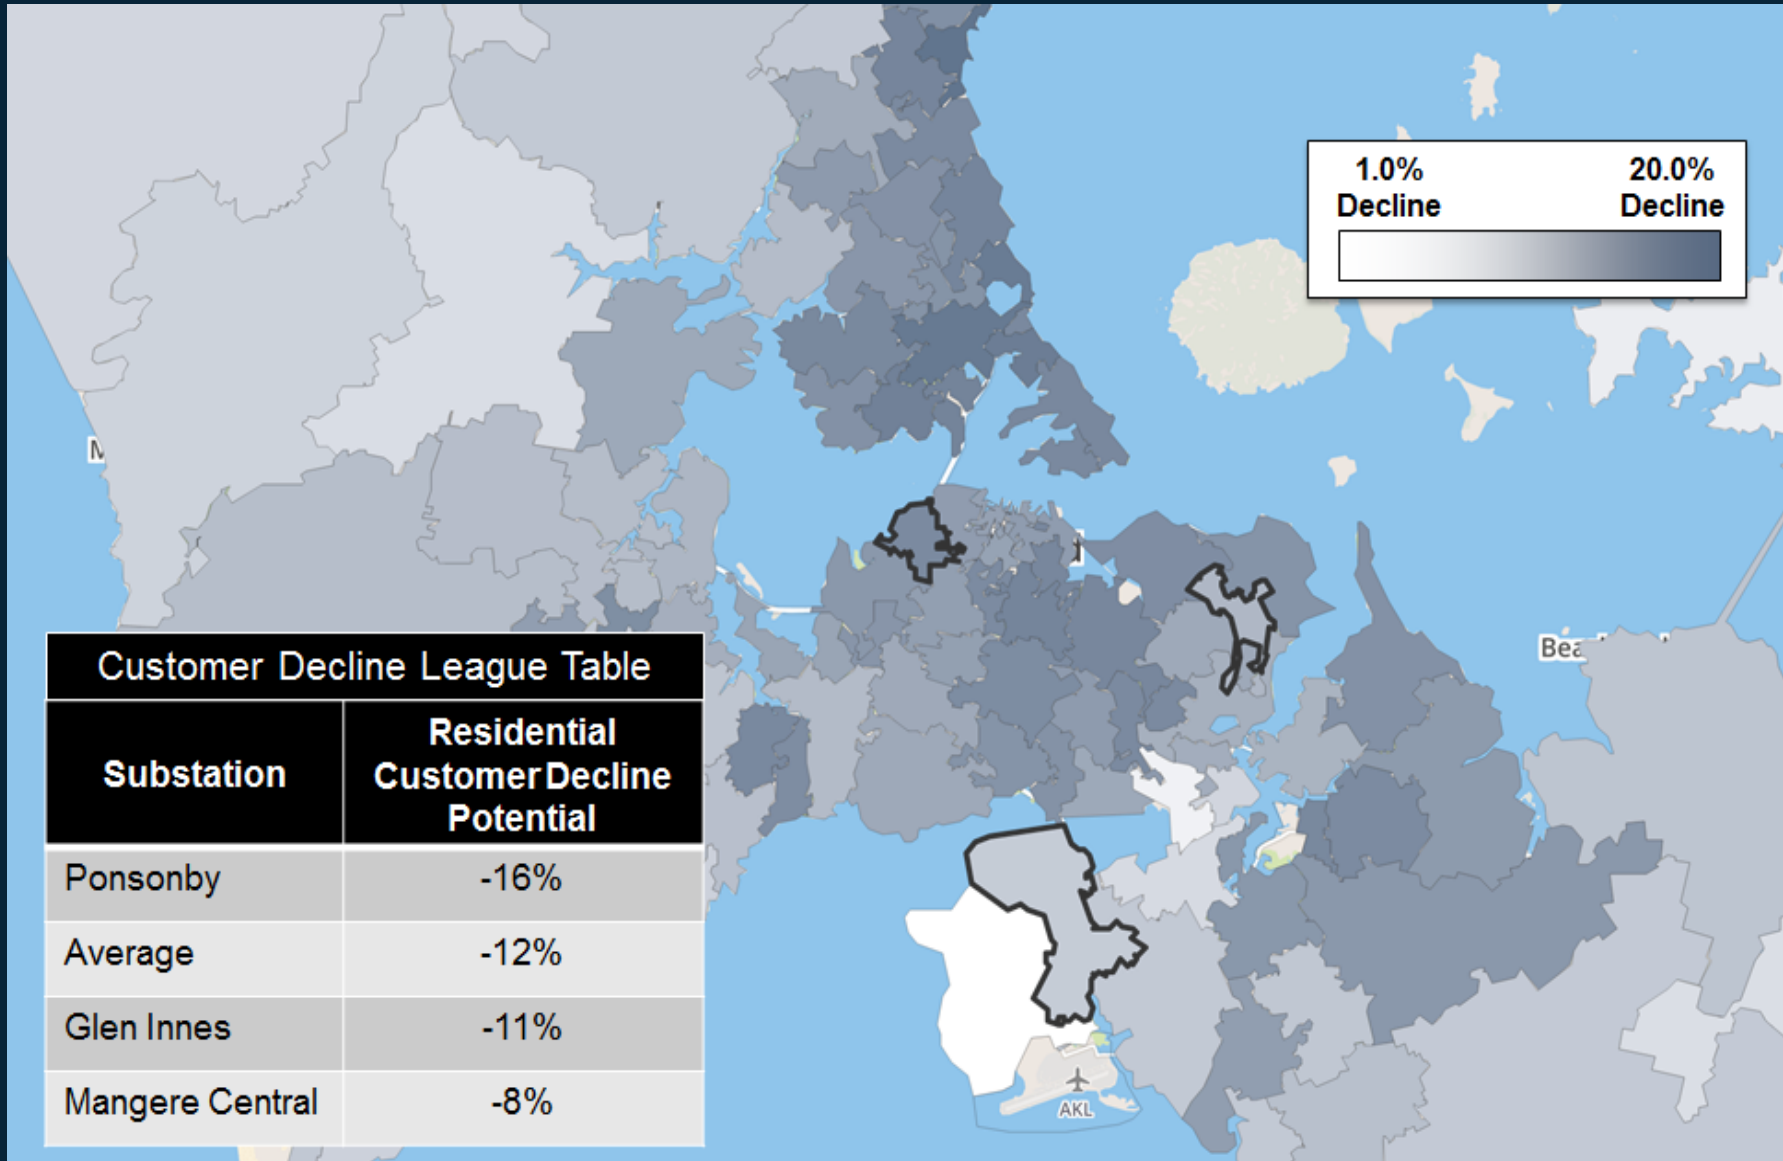 1.0%
Decline
20.0%
Decline
M
d
Bea
AKL
Customer Decline League Table
Substation
Residential
Customer Decline
Potential
Ponsonby
-16%
Average
-12%
Glen Innes
-11%
Mangere Central
-8%